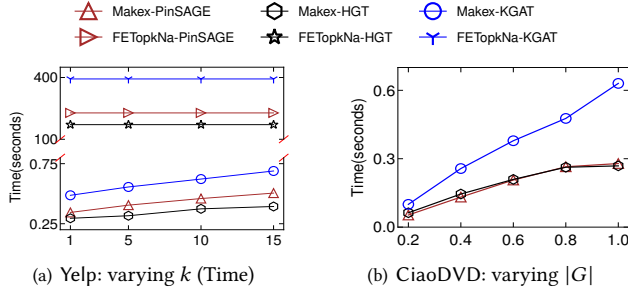 Makex-PinSAGE Makex-HGT Makex-KGAT
FETopkNa-PinSAGE FETopkNa-HGT FETopkNa-KGAT
Time(seconds)
400
100
0.75
0.25
1 5 10 15
(a) Yelp: varying k (Time)
Time(seconds)
0.6
0.3
0.0
0.2 0.4 0.6 0.8 1.0
(b) CiaoDVD: varying |G|